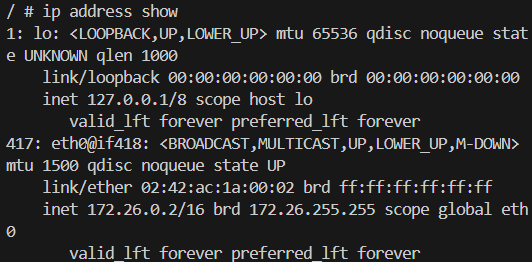 / # ip address show
1: lo: <LOOPBACK,UP,LOWER_UP> mtu 65536 qdisc noqueue stat
e UNKNOWN qlen 1000
    link/loopback 00:00:00:00:00:00 brd 00:00:00:00:00:00
    inet 127.0.0.1/8 scope host lo
       valid_lft forever preferred_lft forever
417: eth0@if418: <BROADCAST,MULTICAST,UP,LOWER_UP,M-DOWN>
mtu 1500 qdisc noqueue state UP
    link/ether 02:42:ac:1a:00:02 brd ff:ff:ff:ff:ff:ff
    inet 172.26.0.2/16 brd 172.26.255.255 scope global eth
0
       valid_lft forever preferred_lft forever